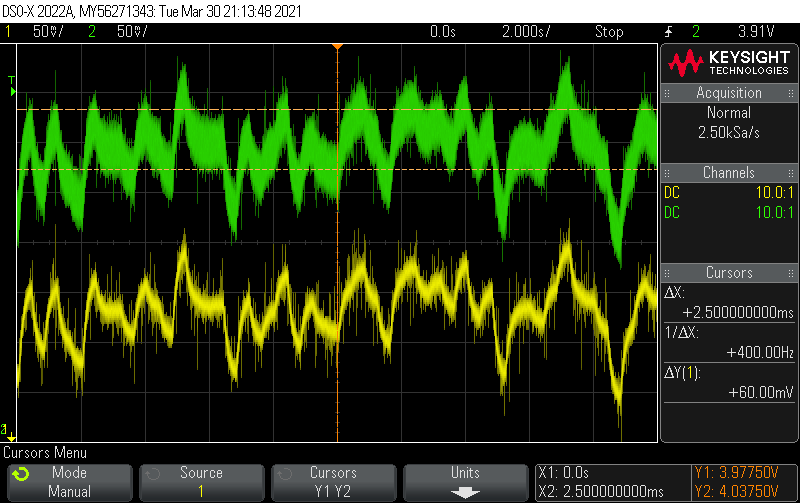 DSO-X 2022A, MY56271343: Tue Mar 30 21:13:48 2021
1 50mV/ 2 50mV/ 0.0s 2.000s/ Stop 2 3.91V
T
KEYSIGHT
TECHNOLOGIES
Acquisition
Normal
2.50kSa/s
Channels
DC 10.0:1
DC 10.0:1
Cursors
ΔX:
+2.500000000ms
1/ΔX:
+400.00Hz
ΔY(1):
+60.00mV
Cursors Menu
Mode
Manual
Source
1
Cursors
Y1 Y2
Units
X1: 0.0s
X2: 2.500000000ms
Y1: 3.97750V
Y2: 4.03750V